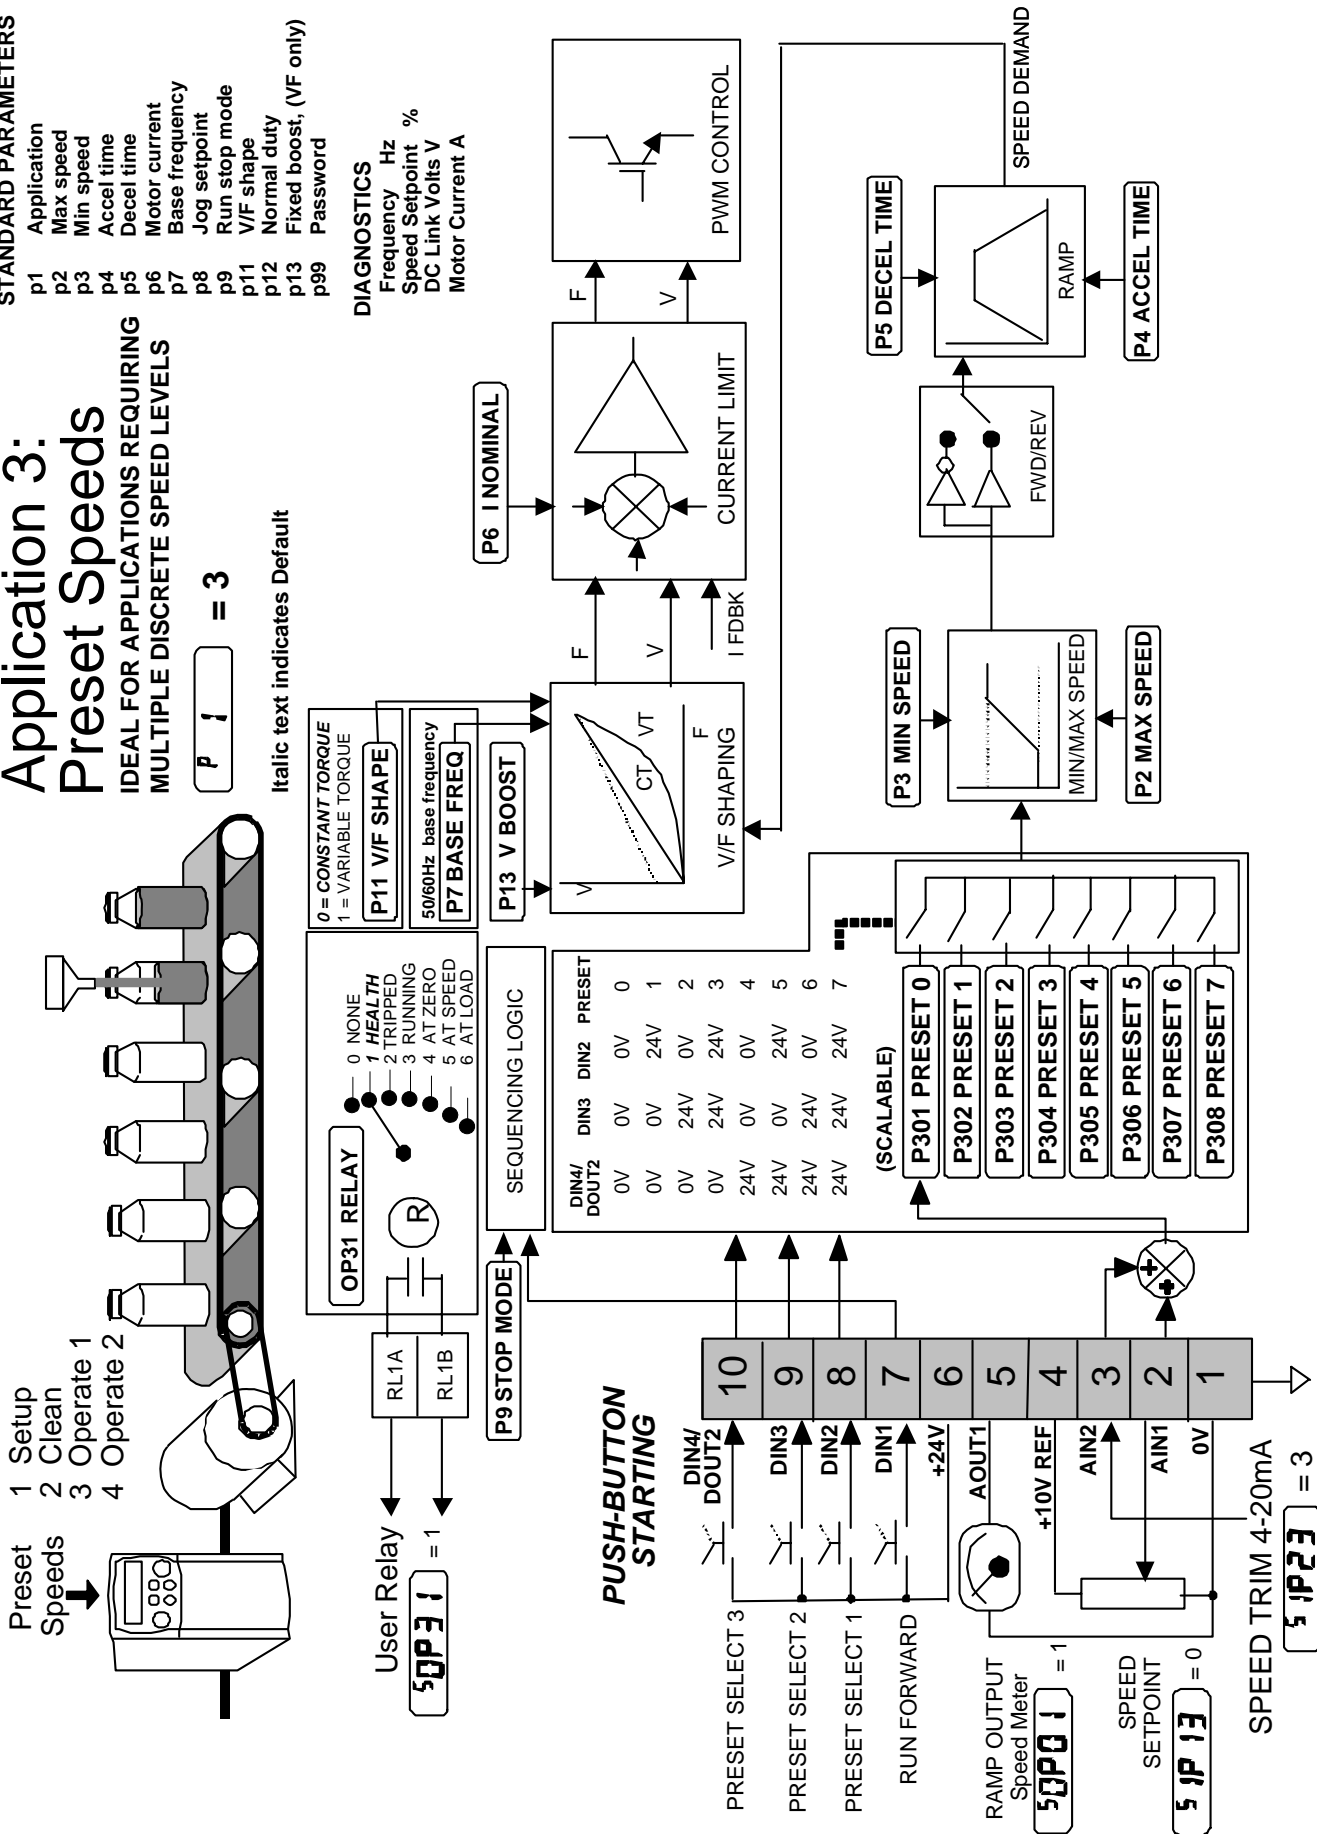 Application 3:
Preset Speeds
IDEAL FOR APPLICATIONS REQUIRING
MULTIPLE DISCRETE SPEED LEVELS
P 1 = 3
Italic text indicates Default
STANDARD PARAMETERS
p1 Application
p2 Max speed
p3 Min speed
p4 Accel time
p5 Decel time
p6 Motor current
p7 Base frequency
p8 Jog setpoint
p9 Run stop mode
p11 V/F shape
p12 Normal duty
p13 Fixed boost, (VF only)
p99 Password
DIAGNOSTICS
Frequency Hz
Speed Setpoint %
DC Link Volts V
Motor Current A
Preset
Speeds
1 Setup
2 Clean
3 Operate 1
4 Operate 2
User Relay
SOP31 = 1
RL1A
RL1B
OP31 RELAY
R
0 NONE
1 HEALTH
2 TRIPPED
3 RUNNING
4 AT ZERO
5 AT SPEED
6 AT LOAD
0 = CONSTANT TORQUE
1 = VARIABLE TORQUE
P11 V/F SHAPE
50/60Hz base frequency
P7 BASE FREQ
P13 V BOOST
V
CT
VT
F
V/F SHAPING
F
V
I FDBK
P6 I NOMINAL
CURRENT LIMIT
F
V
PWM CONTROL
P9 STOP MODE
SEQUENCING LOGIC
PUSH-BUTTON
STARTING
DIN4/
DOUT2 DIN3 DIN2 PRESET
0V 0V 0V 0
0V 0V 24V 1
0V 24V 0V 2
0V 24V 24V 3
24V 0V 0V 4
24V 0V 24V 5
24V 24V 0V 6
24V 24V 24V 7
(SCALABLE)
P301 PRESET 0
P302 PRESET 1
P303 PRESET 2
P304 PRESET 3
P305 PRESET 4
P306 PRESET 5
P307 PRESET 6
P308 PRESET 7
P3 MIN SPEED
MIN/MAX SPEED
P2 MAX SPEED
FWD/REV
P5 DECEL TIME
RAMP
P4 ACCEL TIME
SPEED DEMAND
PRESET SELECT 3
DIN4/
DOUT2
10
PRESET SELECT 2
DIN3
9
PRESET SELECT 1
DIN2
8
RUN FORWARD
DIN1
7
+24V
6
RAMP OUTPUT
Speed Meter
SOP01 = 1
AOUT1
5
+10V REF
4
AIN2
3
SPEED
SETPOINT
SIP13 = 0
AIN1
2
0V
1
+
+
SPEED TRIM 4-20mA
SIP23 = 3